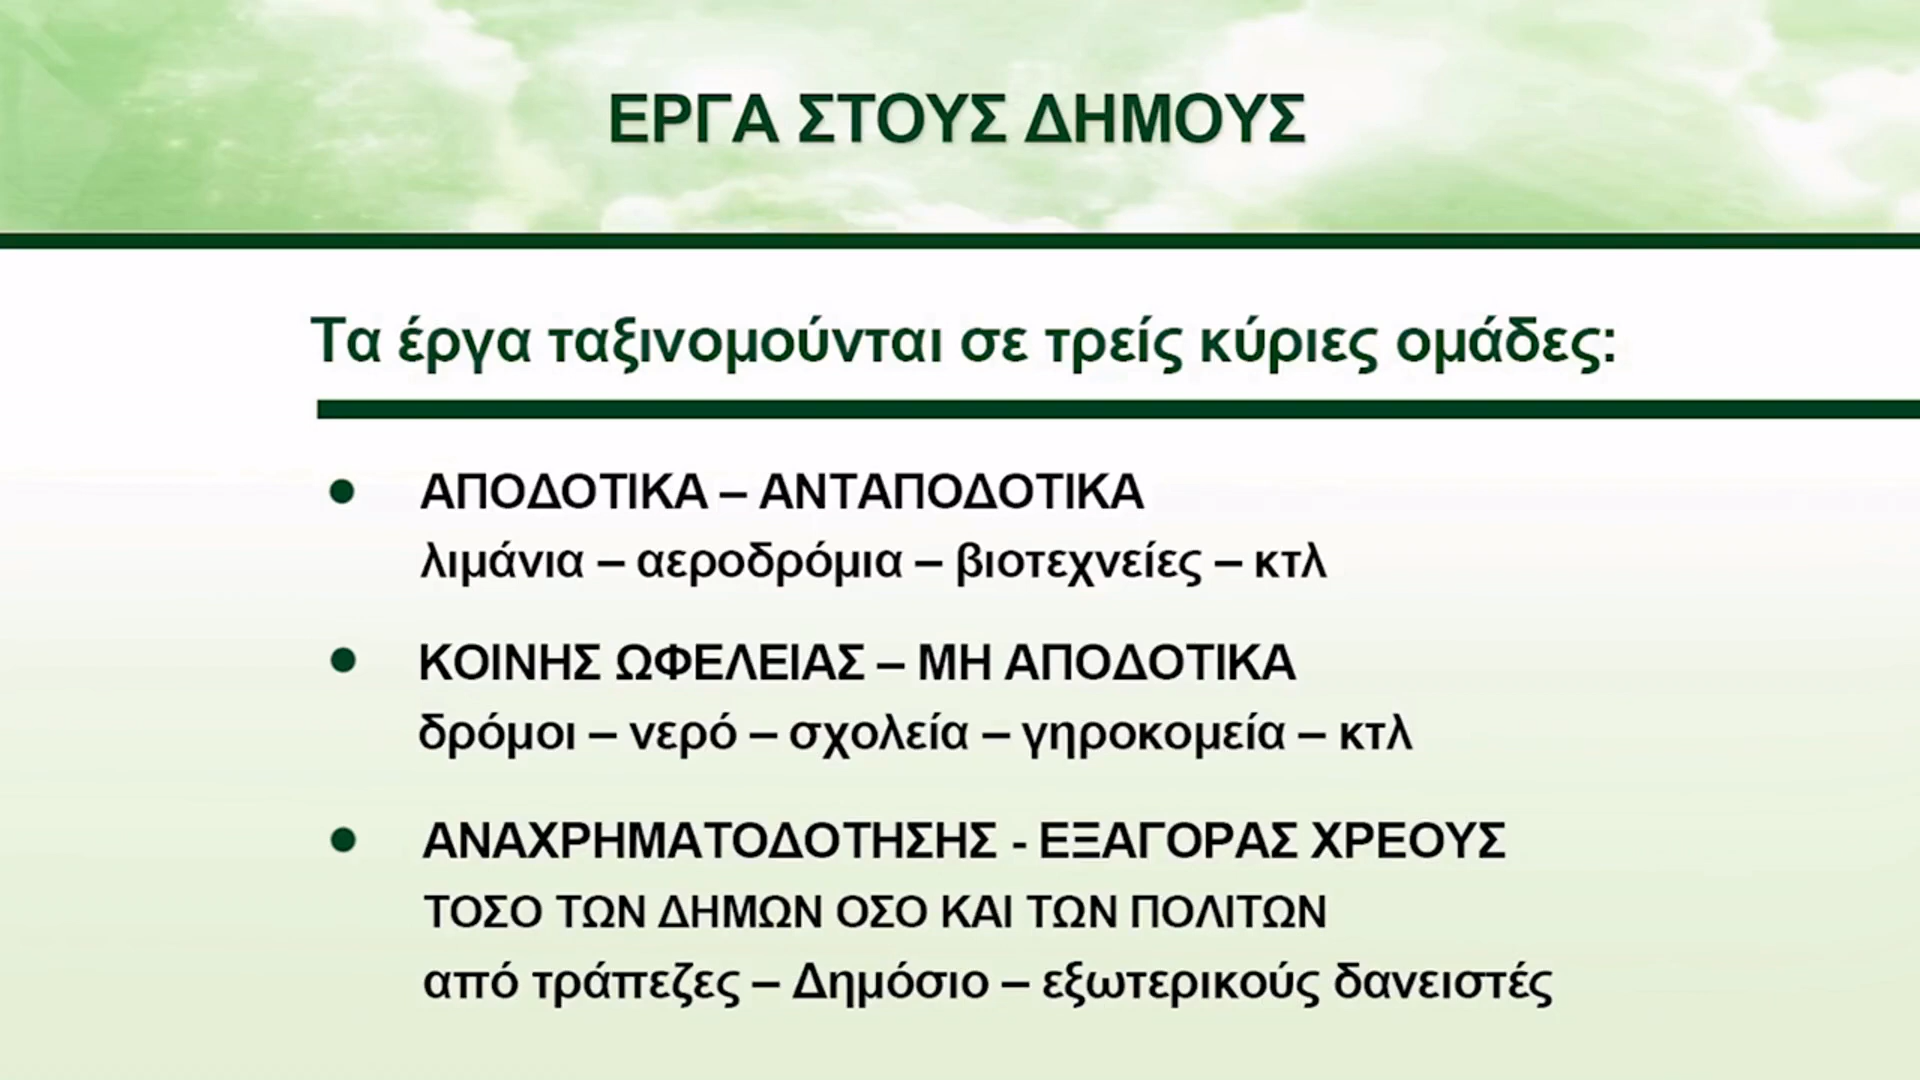 ΕΡΓΑ ΣΤΟΥΣ ΔΗΜΟΥΣ
Τα έργα ταξινομούνται σε τρείς κύριες ομάδες:
● ΑΠΟΔΟΤΙΚΑ – ΑΝΤΑΠΟΔΟΤΙΚΑ
λιμάνια – αεροδρόμια – βιοτεχνείες – κτλ
● ΚΟΙΝΗΣ ΩΦΕΛΕΙΑΣ – ΜΗ ΑΠΟΔΟΤΙΚΑ
δρόμοι – νερό – σχολεία – γηροκομεία – κτλ
● ΑΝΑΧΡΗΜΑΤΟΔΟΤΗΣΗΣ - ΕΞΑΓΟΡΑΣ ΧΡΕΟΥΣ
ΤΟΣΟ ΤΩΝ ΔΗΜΩΝ ΟΣΟ ΚΑΙ ΤΩΝ ΠΟΛΙΤΩΝ
από τράπεζες – Δημόσιο – εξωτερικούς δανειστές